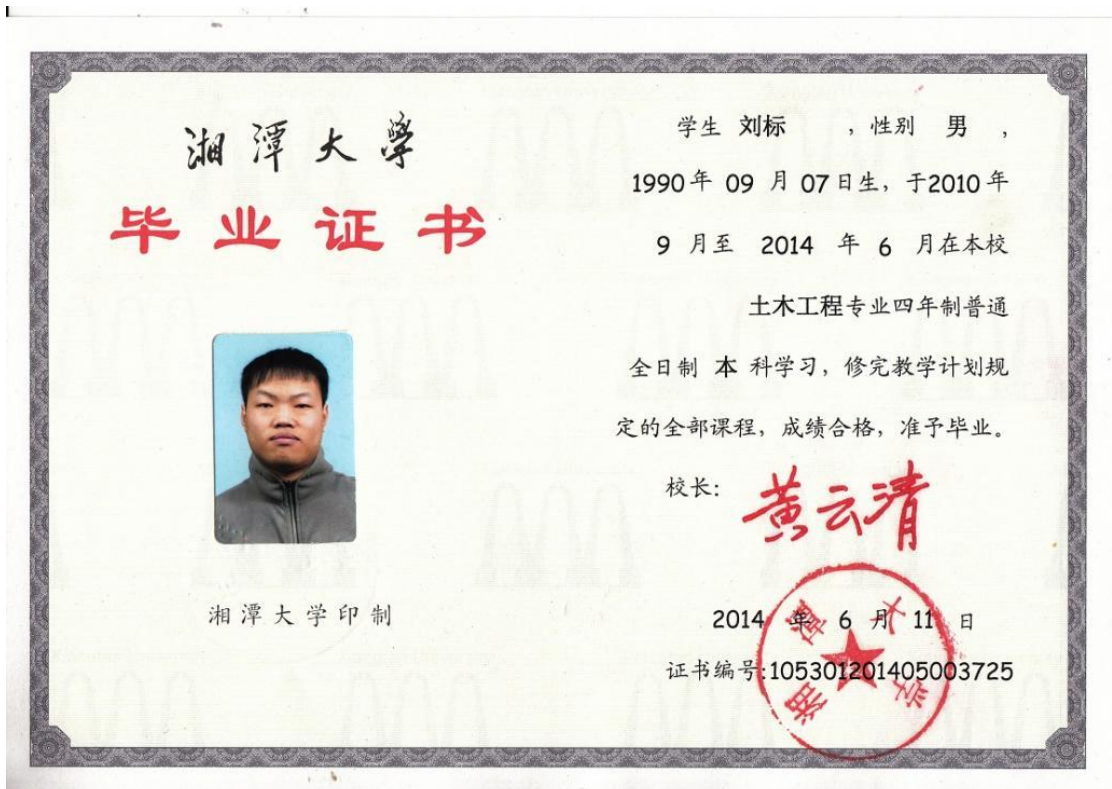 湘潭大学
毕业证书
湘潭大学印制
学生 刘标 ，性别 男 ，
1990年 09 月 07日生，于2010年
9 月至 2014 年 6 月在本校
土木工程专业四年制普通
全日制 本 科学习，修完教学计划规
定的全部课程，成绩合格，准予毕业。
校长：
黄云清
2014 年 6 月 11 日
证书编号:105301201405003725
湘潭大学